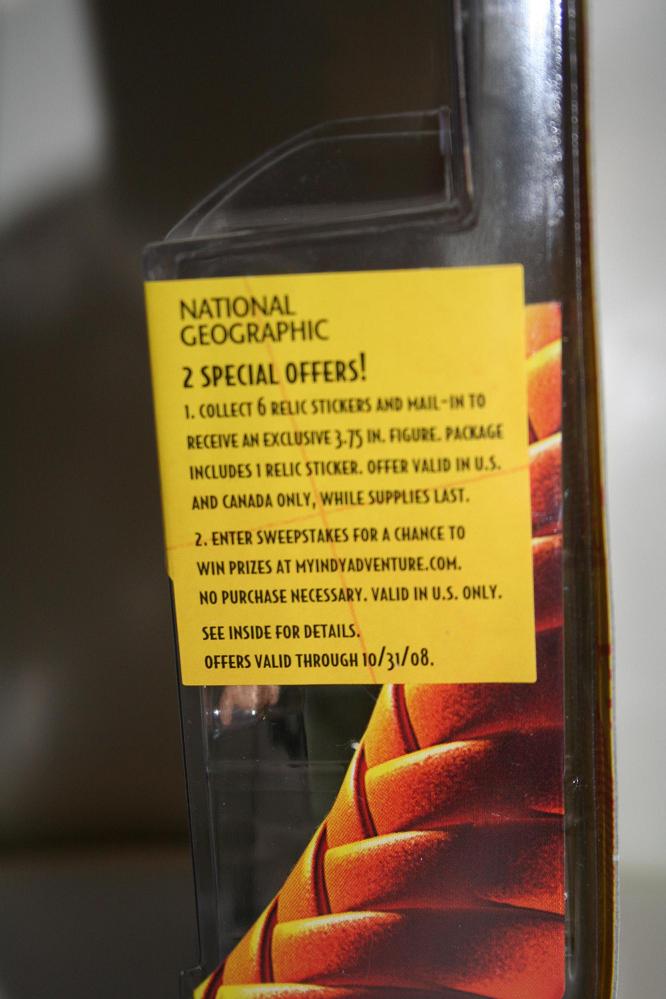 NATIONAL
GEOGRAPHIC
2 SPECIAL OFFERS!
1. COLLECT 6 RELIC STICKERS AND MAIL-IN TO
RECEIVE AN EXCLUSIVE 3.75 IN. FIGURE. PACKAGE
INCLUDES 1 RELIC STICKER. OFFER VALID IN U.S.
AND CANADA ONLY, WHILE SUPPLIES LAST.
2. ENTER SWEEPSTAKES FOR A CHANCE TO
WIN PRIZES AT MYINDYADVENTURE.COM.
NO PURCHASE NECESSARY. VALID IN U.S. ONLY.
SEE INSIDE FOR DETAILS.
OFFERS VALID THROUGH 10/31/08.